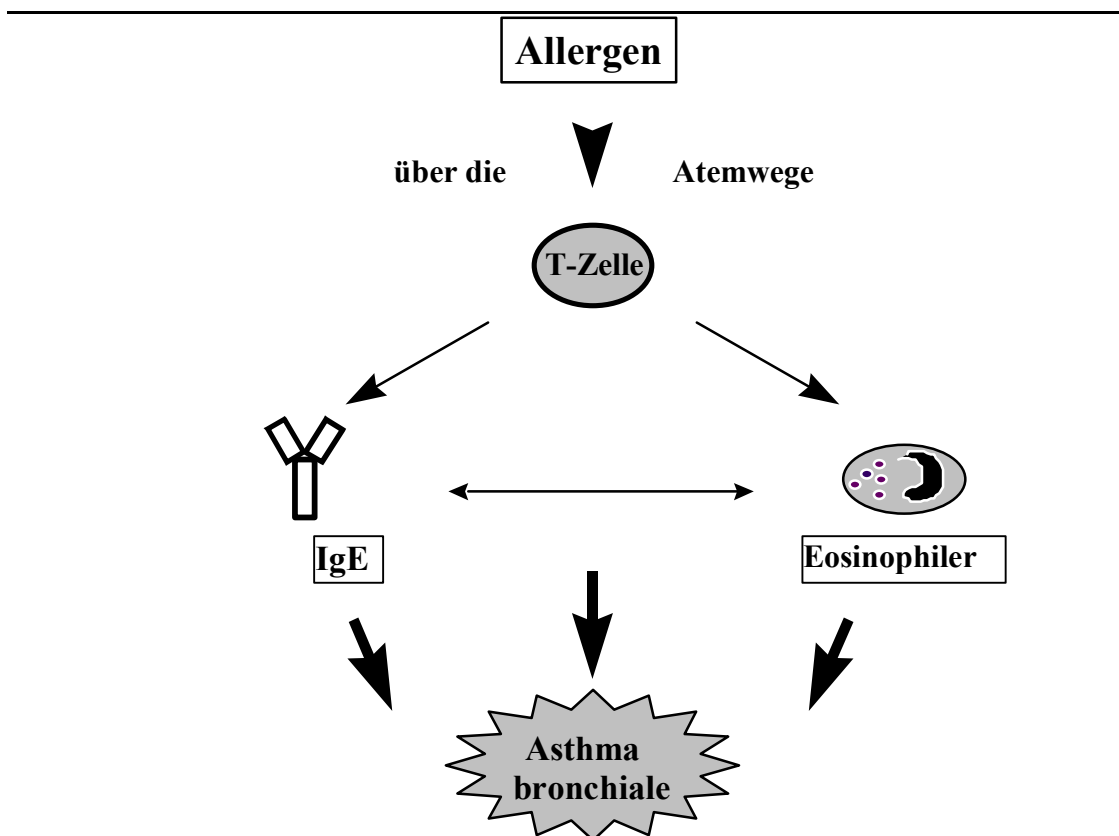 Allergen
über die Atemwege
T-Zelle
IgE
Eosinophiler
Asthma
bronchiale